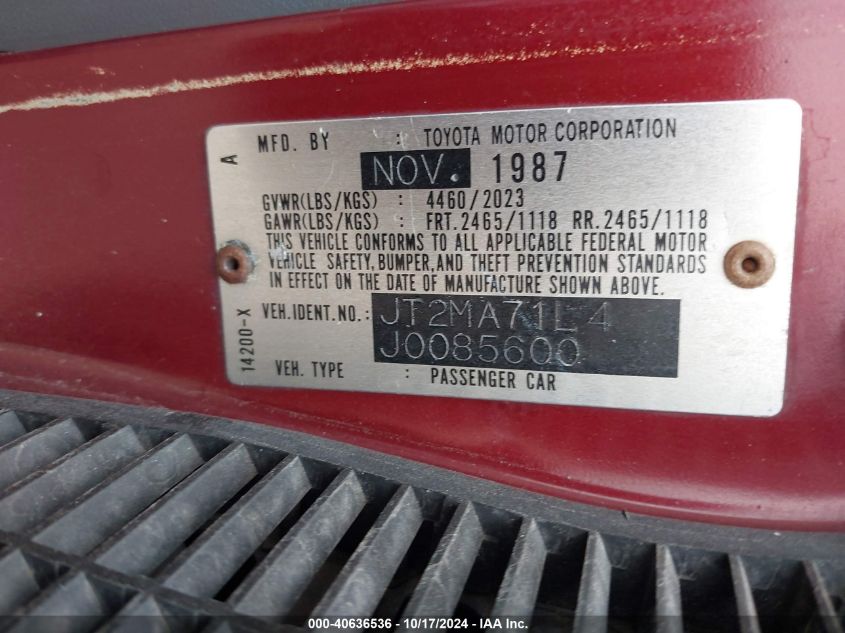 A
MFD. BY : TOYOTA MOTOR CORPORATION
NOV. 1987
GVWR(LBS/KGS) : 4460/2023
GAWR(LBS/KGS) : FRT.2465/1118 RR.2465/1118
THIS VEHICLE CONFORMS TO ALL APPLICABLE FEDERAL MOTOR
VEHICLE SAFETY, BUMPER, AND THEFT PREVENTION STANDARDS
IN EFFECT ON THE DATE OF MANUFACTURE SHOWN ABOVE.
VEH.IDENT.NO.: JT2MA71L4
J0085600
VEH. TYPE : PASSENGER CAR
14200-X
000-40636536 - 10/17/2024 - IAA Inc.